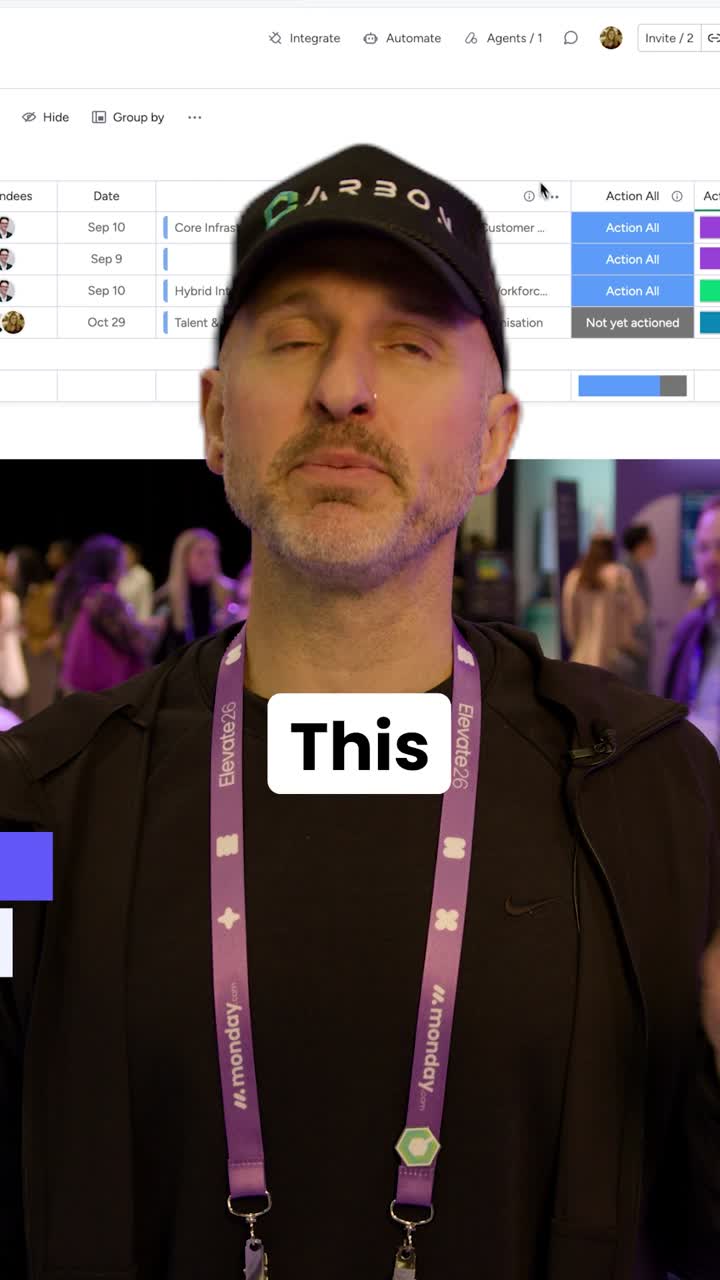 Integrate Automate Agents / 1 Invite / 2
Hide Group by
ndees Date Action All Act
Sep 10 Core Infras Customer ... Action All
Sep 9 Action All
Sep 10 Hybrid Int Workforc... Action All
Oct 29 Talent & nisation Not yet actioned
CARBON
Elevate26 Elevate26
This
monday.com monday.com